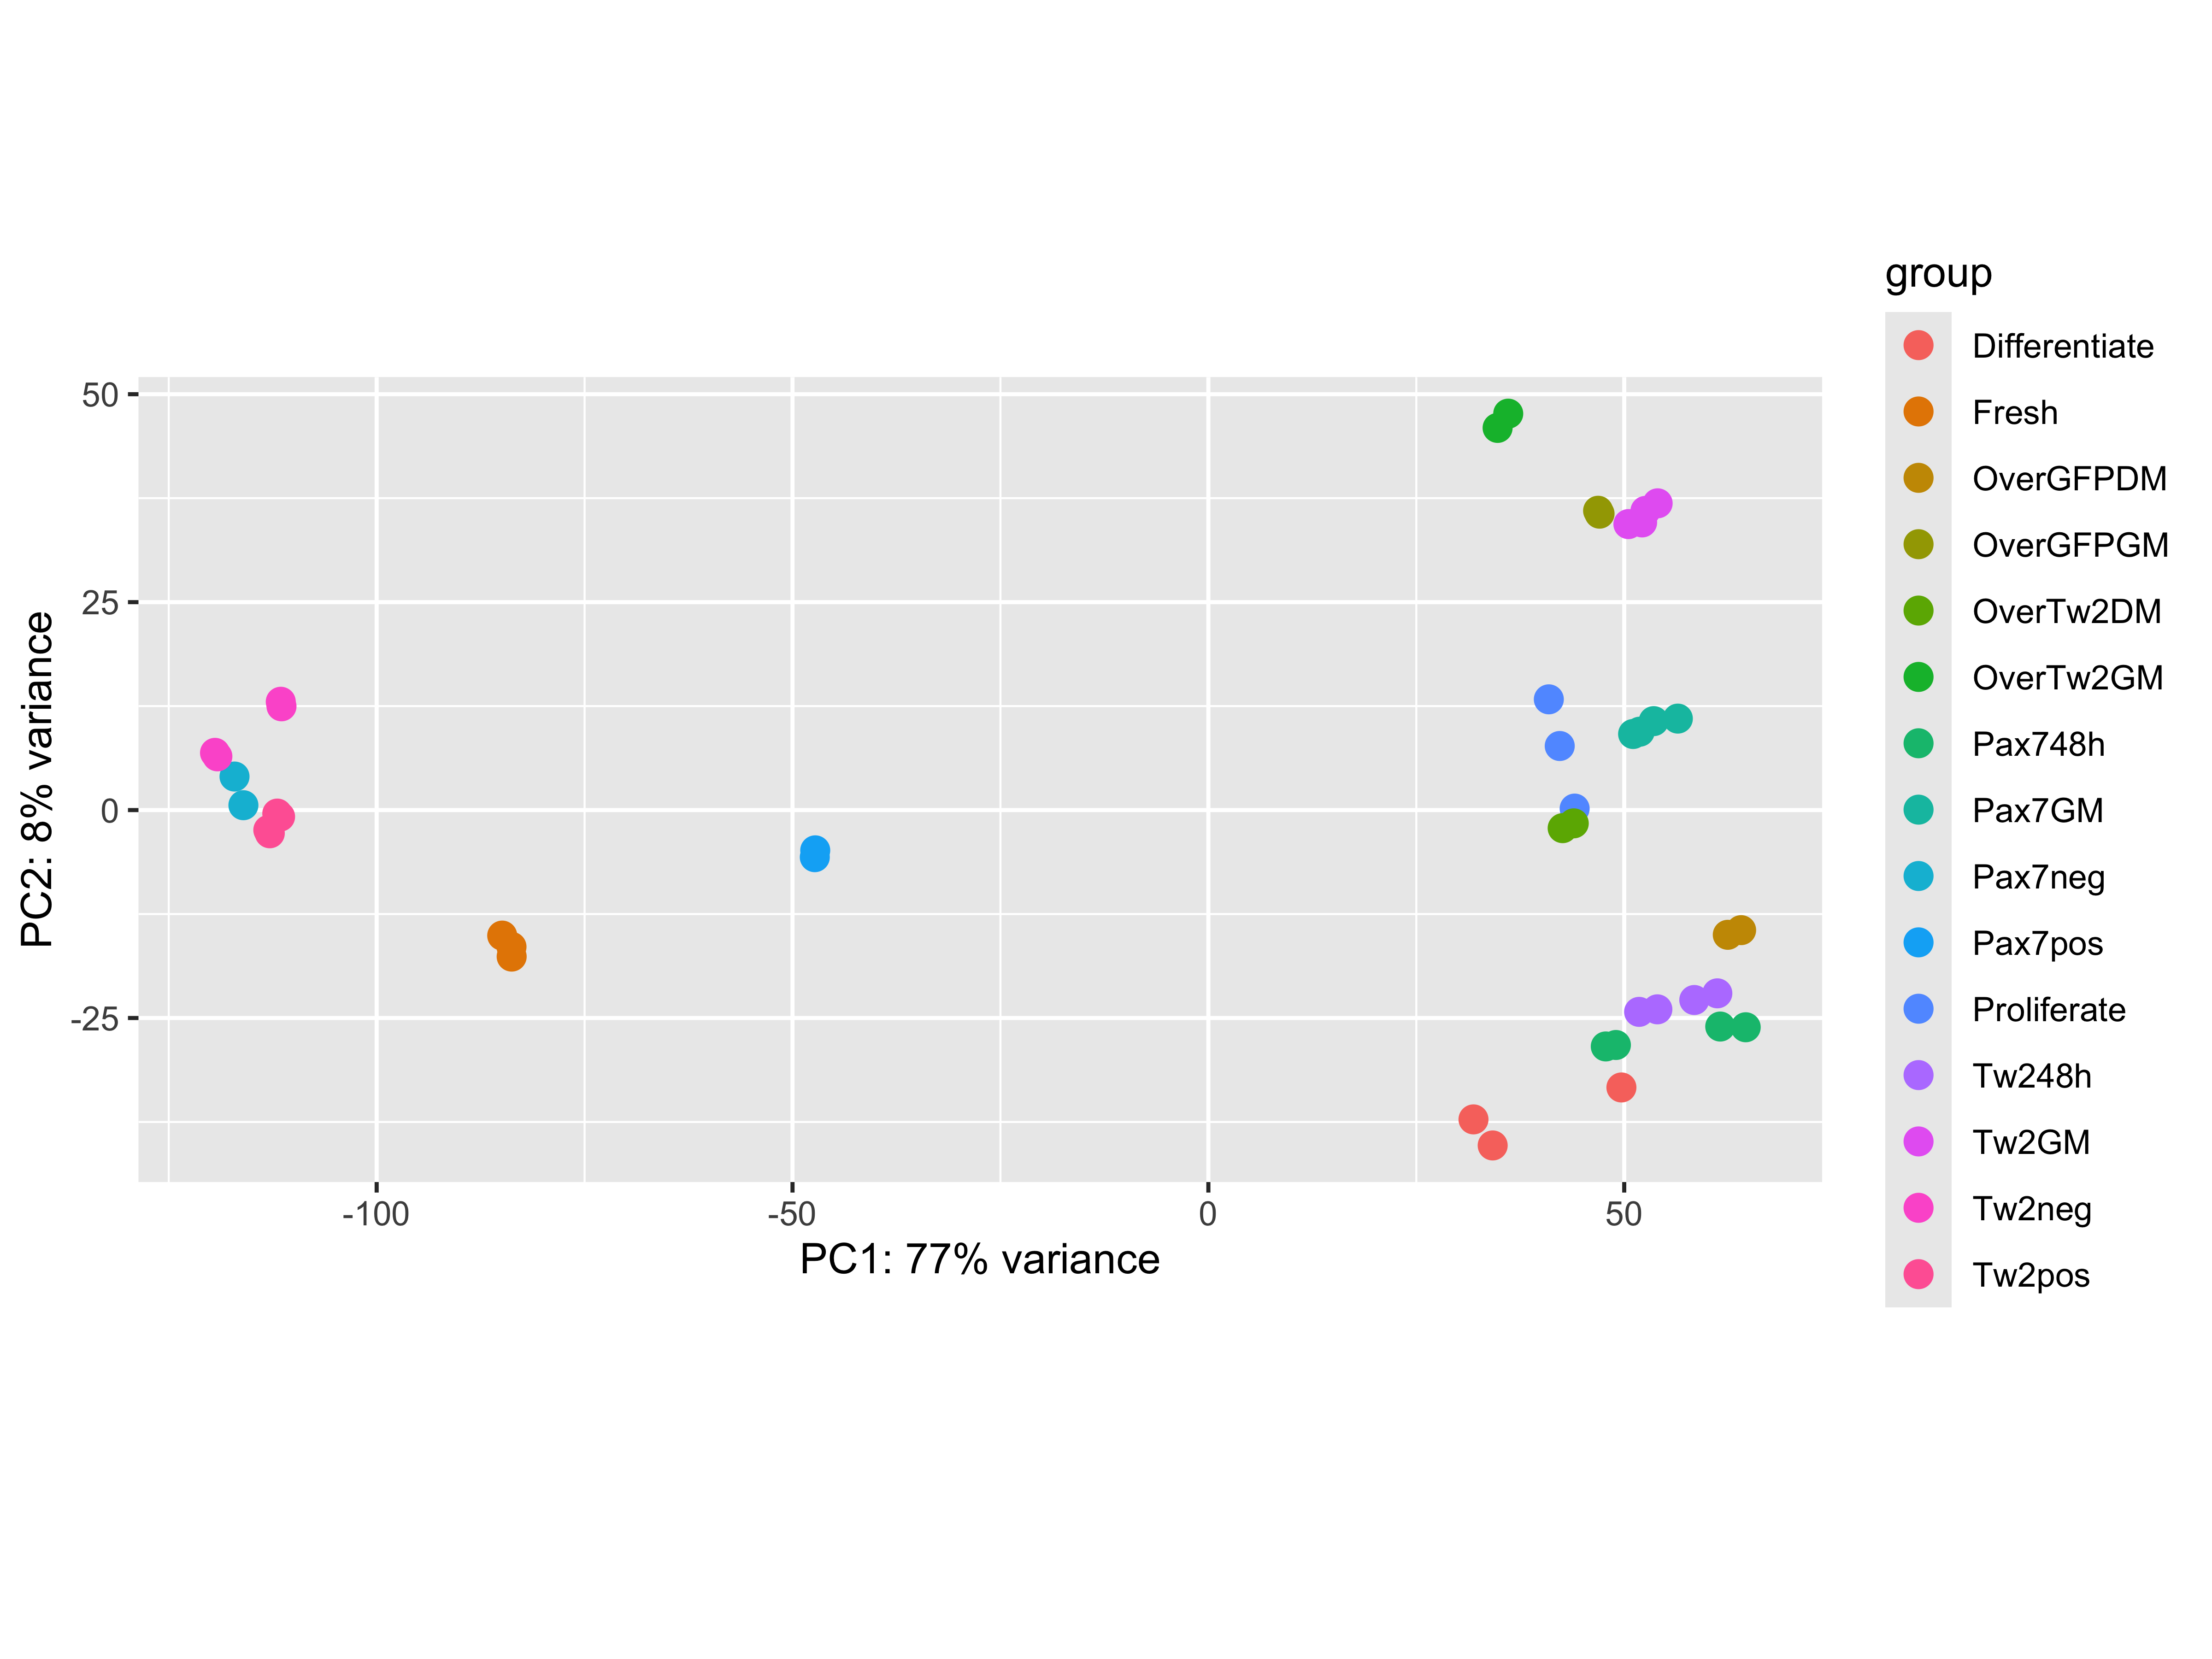 group
Differentiate
Fresh
OverGFPDM
OverGFPGM
OverTw2DM
OverTw2GM
Pax748h
Pax7GM
Pax7neg
Pax7pos
Proliferate
Tw248h
Tw2GM
Tw2neg
Tw2pos
50
25
0
-25
PC2: 8% variance
-100
-50
0
50
PC1: 77% variance